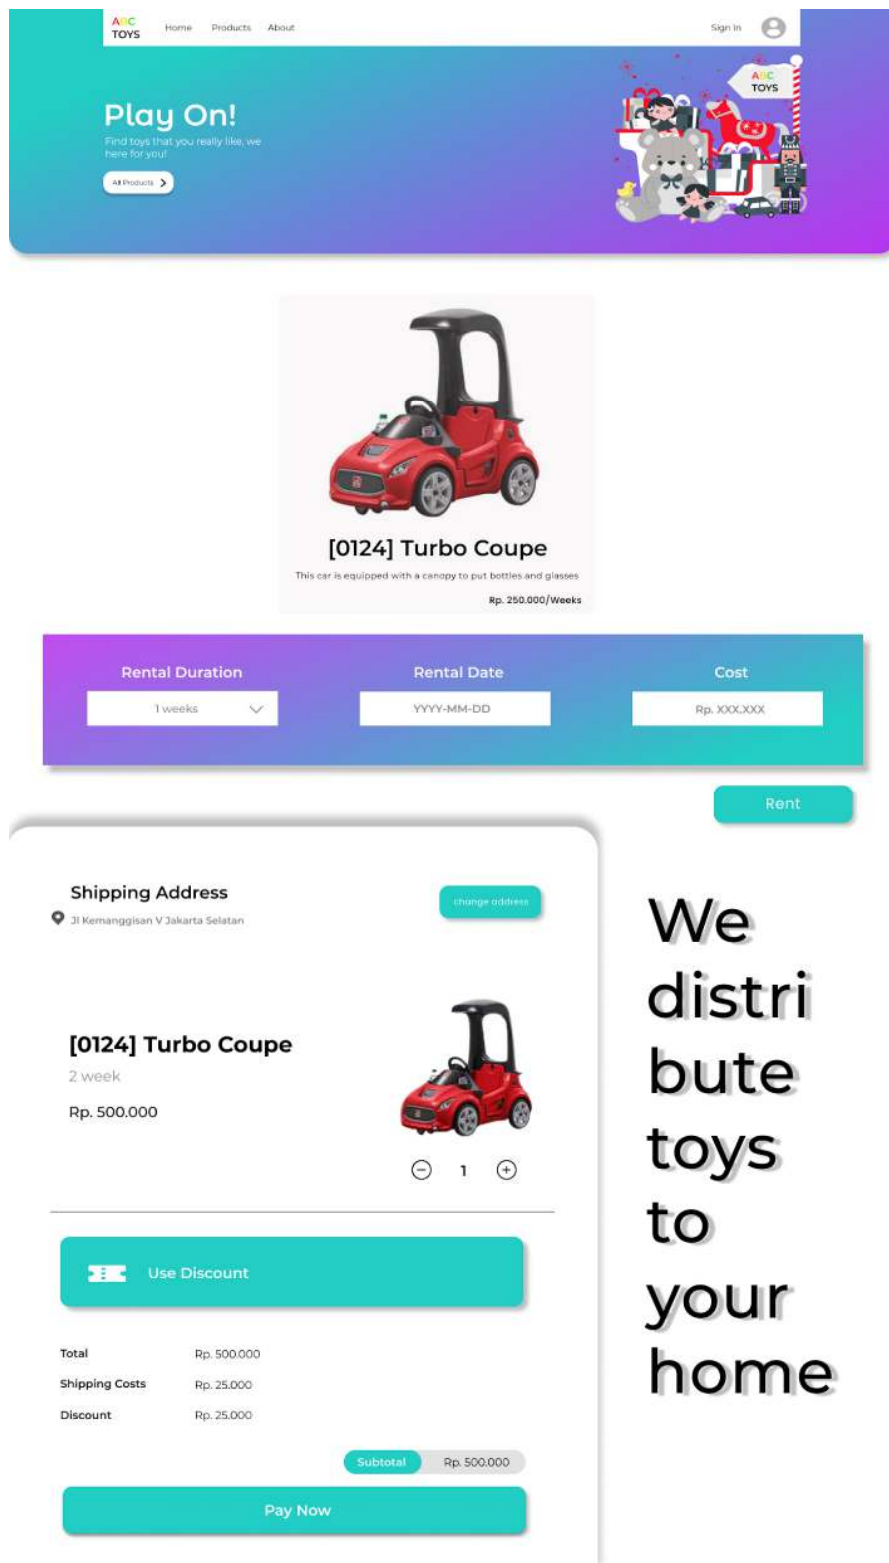 ABC
TOYS
Home Products About
Sign In
ABC
TOYS
Play On!
Find toys that you really like, we
here for you!
All Products
[0124] Turbo Coupe
This car is equipped with a canopy to put bottles and glasses
Rp. 250.000/Weeks
Rental Duration Rental Date Cost
1 weeks YYYY-MM-DD Rp. XXX.XXX
Rent
Shipping Address
change address
Jl Kemanggisan V Jakarta Selatan
[0124] Turbo Coupe
2 week
Rp. 500.000
1
Use Discount
Total Rp. 500.000
Shipping Costs Rp. 25.000
Discount Rp. 25.000
Subtotal Rp. 500.000
Pay Now
We
distri
bute
toys
to
your
home